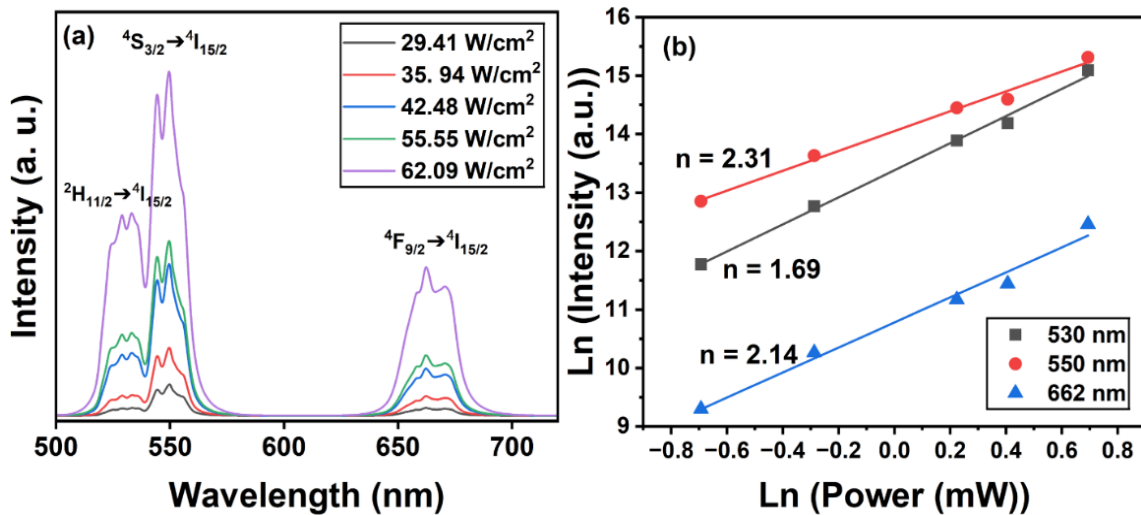 (a)
⁴S₃/₂→⁴I₁₅/₂
²H₁₁/₂→⁴I₁₅/₂
⁴F₉/₂→⁴I₁₅/₂
29.41 W/cm²
35. 94 W/cm²
42.48 W/cm²
55.55 W/cm²
62.09 W/cm²
Intensity (a. u.)
500 550 600 650 700
Wavelength (nm)
(b)
n = 2.31
n = 1.69
n = 2.14
530 nm
550 nm
662 nm
Ln (Intensity (a.u.))
16
15
14
13
12
11
10
9
−0.8 −0.6 −0.4 −0.2 0.0 0.2 0.4 0.6 0.8
Ln (Power (mW))